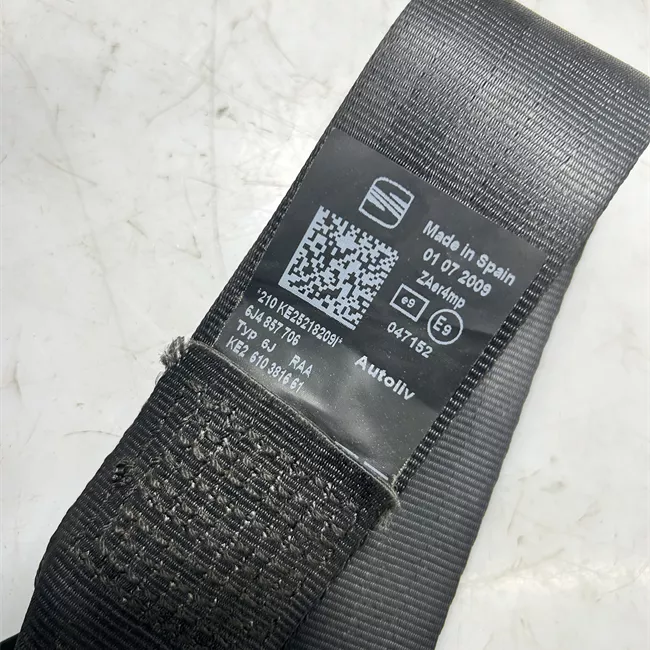 Made in Spain
01 07 2009
ZAer4mp
e9 E9
047152
*210 KE25218209I*
6J4 857 706
Typ 6J RAA
KE2 610 3816 61
Autoliv